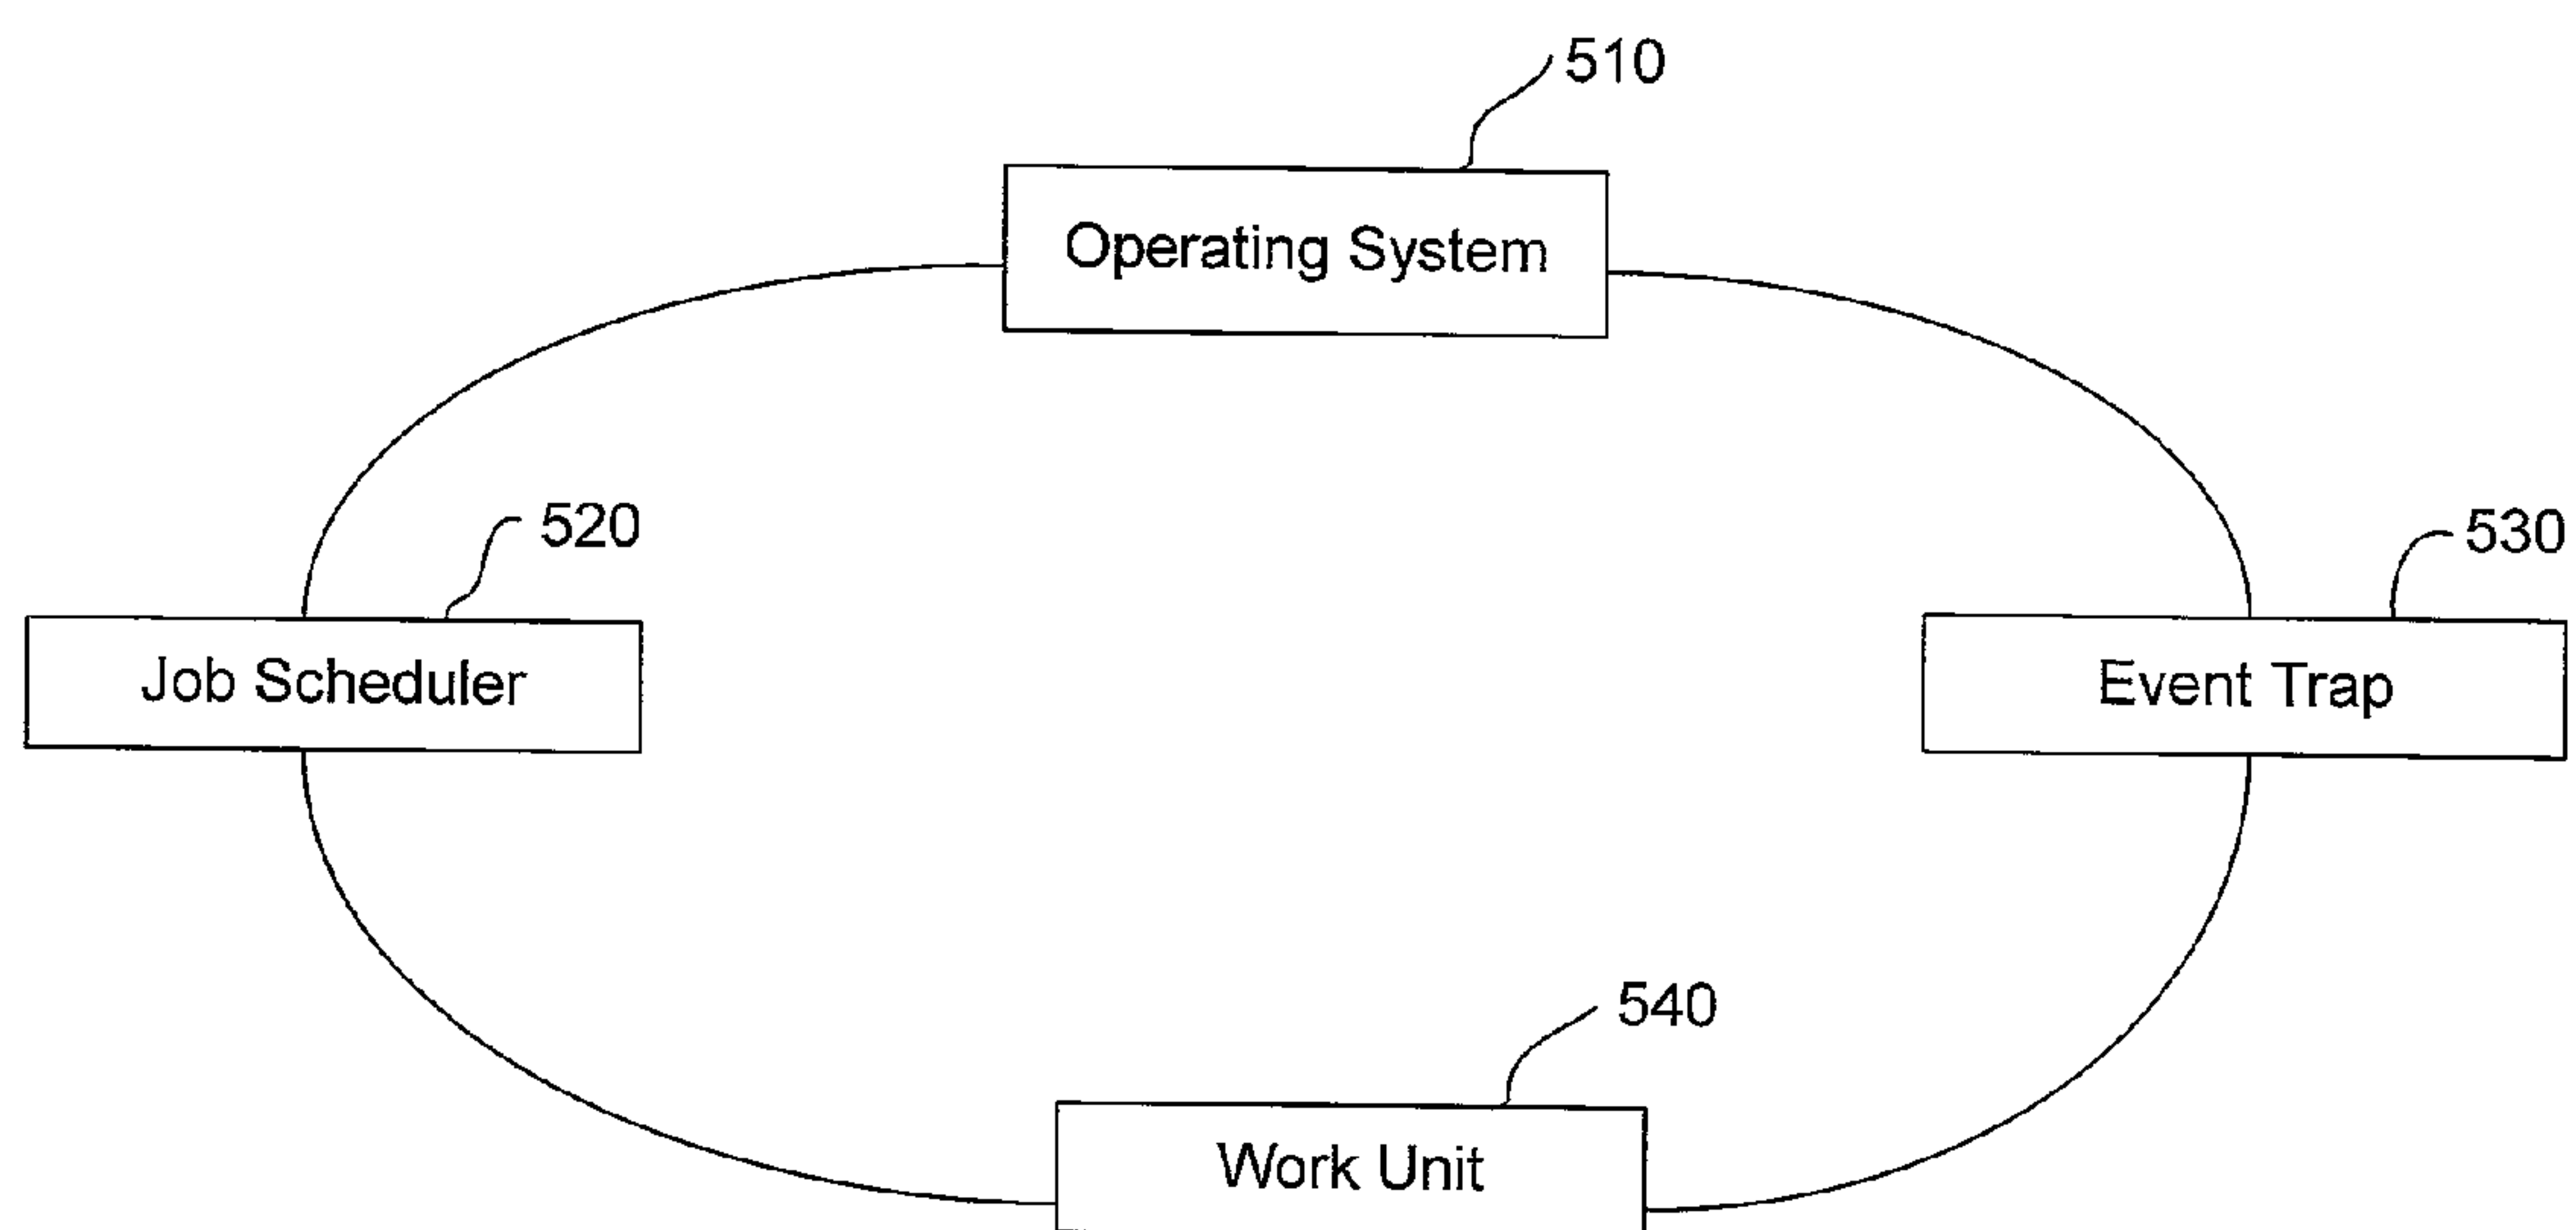 510
Operating System
520
530
Job Scheduler
Event Trap
540
Work Unit